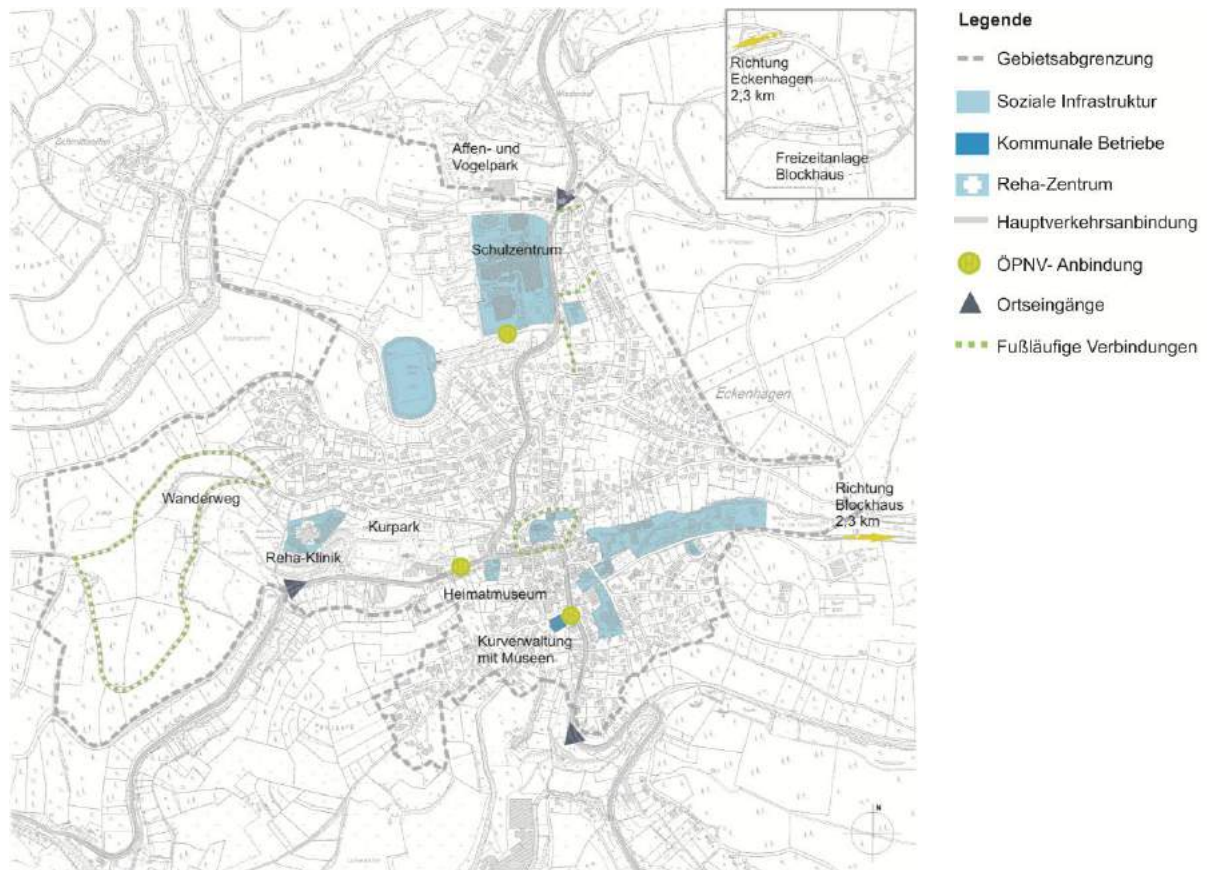 Legende
Gebietsabgrenzung
Soziale Infrastruktur
Kommunale Betriebe
Reha-Zentrum
Hauptverkehrsanbindung
H
ÖPNV- Anbindung
Ortseingänge
Fußläufige Verbindungen
Richtung
Eckenhagen
2,3 km
Freizeitanlage
Blockhaus
Affen- und
Vogelpark
Schulzentrum
H
Eckenhagen
Richtung
Blockhaus
2,3 km
Wanderweg
Kurpark
Reha-Klinik
H
Heimatmuseum
H
Kurverwaltung
mit Museen
N